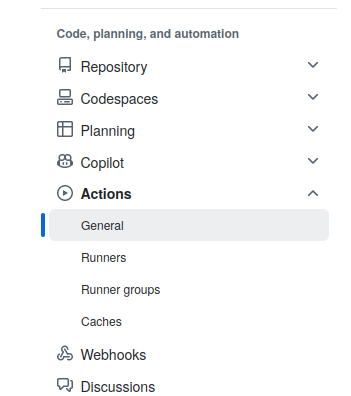 Code, planning, and automation
Repository
Codespaces
Planning
Copilot
Actions
General
Runners
Runner groups
Caches
Webhooks
Discussions